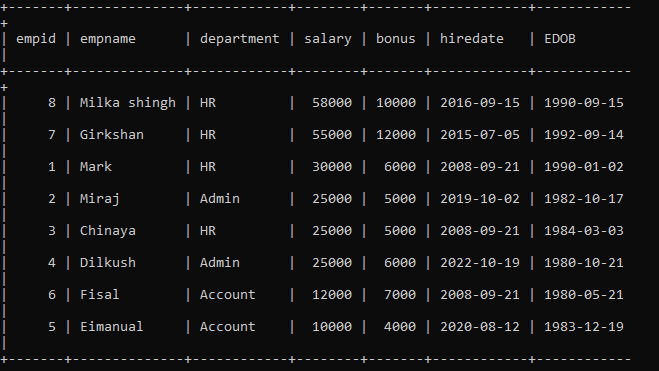 +-------+--------------+-------------+--------+-------+------------+------------
+
| empid | empname      | department  | salary | bonus | hiredate   | EDOB
|
+-------+--------------+-------------+--------+-------+------------+------------
+
|     8 | Milka shingh | HR          |  58000 | 10000 | 2016-09-15 | 1990-09-15
|
|     7 | Girkshan     | HR          |  55000 | 12000 | 2015-07-05 | 1992-09-14
|
|     1 | Mark         | HR          |  30000 |  6000 | 2008-09-21 | 1990-01-02
|
|     2 | Miraj        | Admin       |  25000 |  5000 | 2019-10-02 | 1982-10-17
|
|     3 | Chinaya      | HR          |  25000 |  5000 | 2008-09-21 | 1984-03-03
|
|     4 | Dilkush      | Admin       |  25000 |  6000 | 2022-10-19 | 1980-10-21
|
|     6 | Fisal        | Account     |  12000 |  7000 | 2008-09-21 | 1980-05-21
|
|     5 | Eimanual     | Account     |  10000 |  4000 | 2020-08-12 | 1983-12-19
|
+-------+--------------+-------------+--------+-------+------------+------------